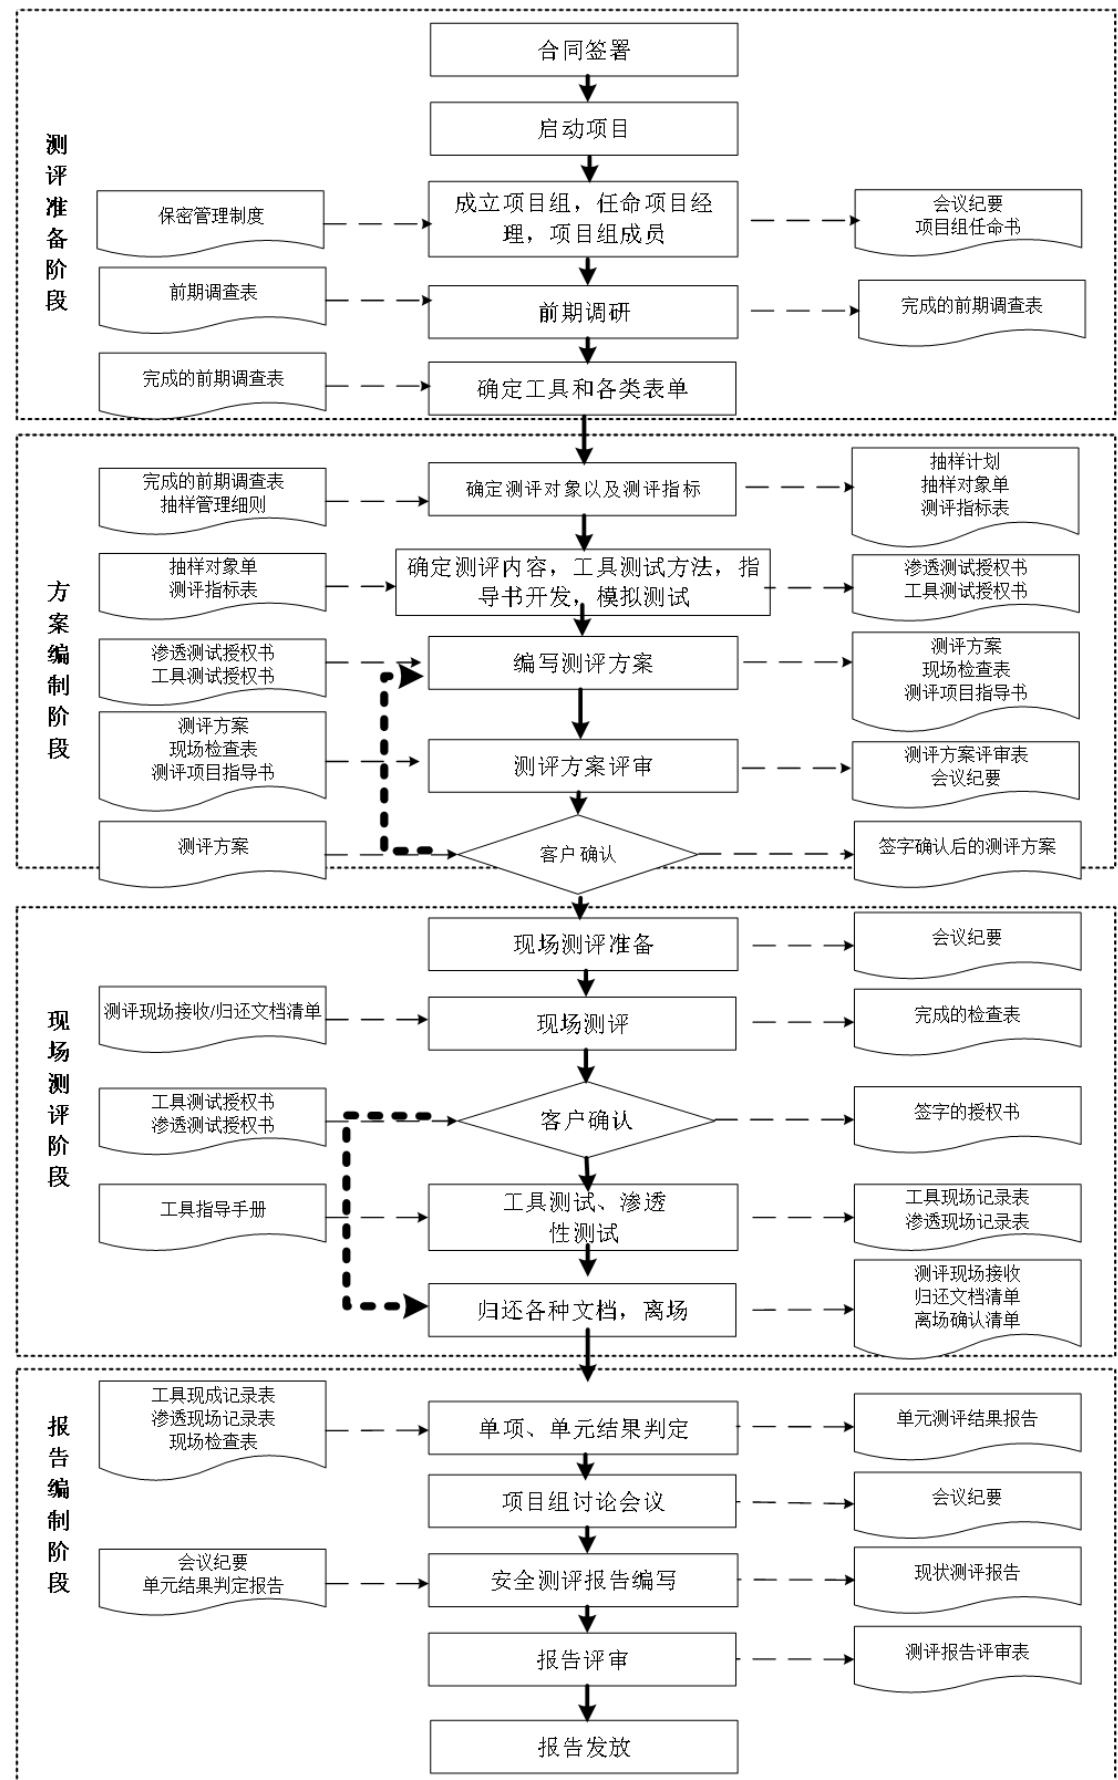 测评准备阶段
合同签署
启动项目
保密管理制度
成立项目组，任命项目经
理，项目组成员
会议纪要
项目组任命书
前期调查表
前期调研
完成的前期调查表
完成的前期调查表
确定工具和各类表单
方案编制阶段
完成的前期调查表
抽样管理细则
确定测评对象以及测评指标
抽样计划
抽样对象单
测评指标表
抽样对象单
测评指标表
确定测评内容，工具测试方法，指
导书开发，模拟测试
渗透测试授权书
工具测试授权书
渗透测试授权书
工具测试授权书
编写测评方案
测评方案
现场检查表
测评项目指导书
测评方案
现场检查表
测评项目指导书
测评方案评审
测评方案评审表
会议纪要
测评方案
客户确认
签字确认后的测评方案
现场测评阶段
现场测评准备
会议纪要
测评现场接收/归还文档清单
现场测评
完成的检查表
工具测试授权书
渗透测试授权书
客户确认
签字的授权书
工具指导手册
工具测试、渗透
性测试
工具现场记录表
渗透现场记录表
归还各种文档，离场
测评现场接收
归还文档清单
离场确认清单
报告编制阶段
工具现成记录表
渗透现场记录表
现场检查表
单项、单元结果判定
单元测评结果报告
项目组讨论会议
会议纪要
会议纪要
单元结果判定报告
安全测评报告编写
现状测评报告
报告评审
测评报告评审表
报告发放